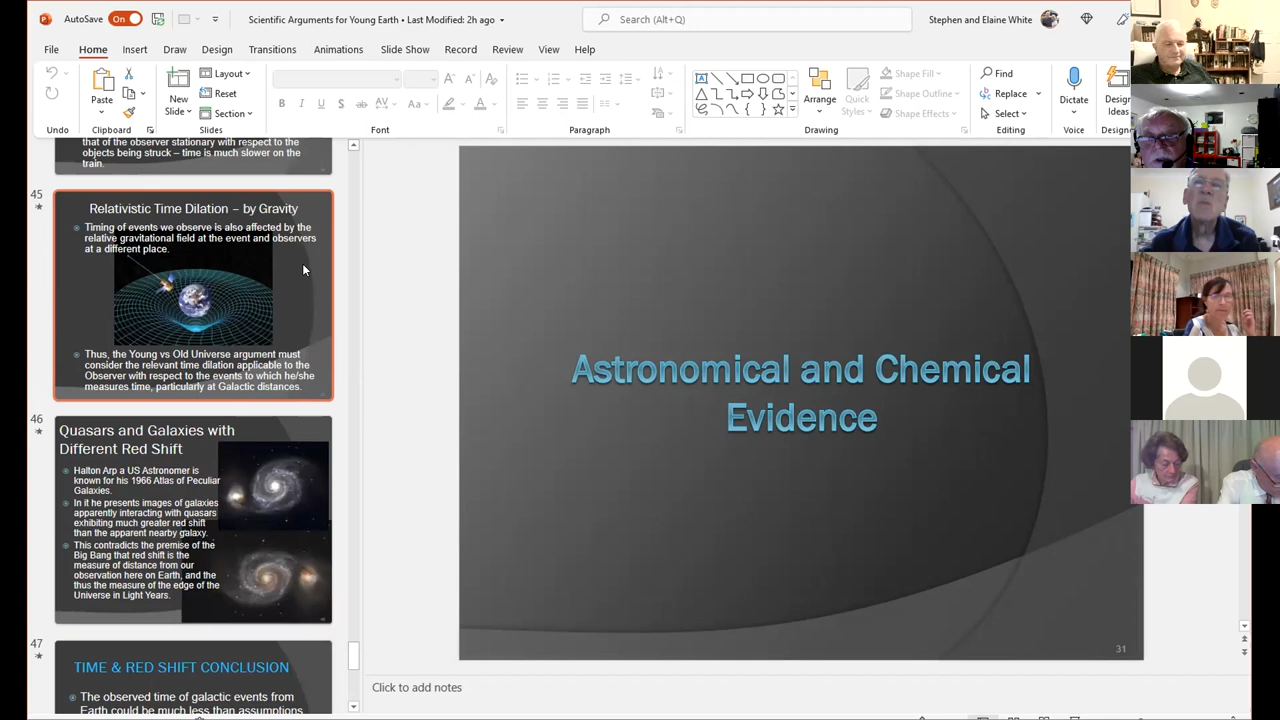 AutoSave On Scientific Arguments for Young Earth • Last Modified: 2h ago Search (Alt+Q) Stephen and Elaine White
File Home Insert Draw Design Transitions Animations Slide Show Record Review View Help
Paste
New
Slide
Layout
Reset
Section
B I U S ab AV Aa A
A
Arrange
Quick
Styles
Shape Fill
Shape Outline
Shape Effects
Find
Replace
Select
Dictate
Design
Ideas
Undo Clipboard Slides Font Paragraph Drawing Editing Voice Designe
that of the observer stationary with respect to the
objects being struck – time is much slower on the
train.
45
Relativistic Time Dilation – by Gravity
Timing of events we observe is also affected by the
relative gravitational field at the event and observers
at a different place.
Thus, the Young vs Old Universe argument must
consider the relevant time dilation applicable to the
Observer with respect to the events to which he/she
measures time, particularly at Galactic distances.
46
Quasars and Galaxies with
Different Red Shift
Halton Arp a US Astronomer is
known for his 1966 Atlas of Peculiar
Galaxies.
In it he presents images of galaxies
apparently interacting with quasars
exhibiting much greater red shift
than the apparent nearby galaxy.
This contradicts the premise of the
Big Bang that red shift is the
measure of distance from our
observation here on Earth, and the
thus the measure of the edge of the
Universe in Light Years.
47
TIME & RED SHIFT CONCLUSION
The observed time of galactic events from
Earth could be much less than assumptions
Astronomical and Chemical
Evidence
31
Click to add notes